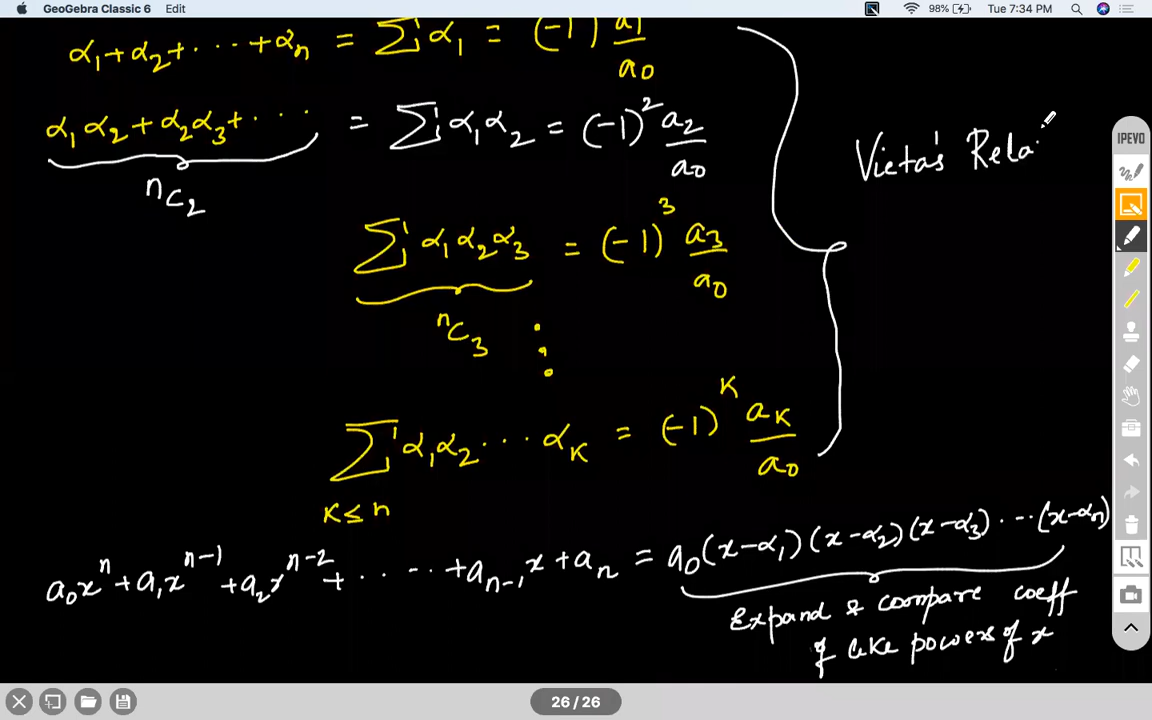 GeoGebra Classic 6 Edit 98% Tue 7:34 PM
α₁+α₂+⋯+αₙ = ∑α₁ = (-1) a₁/a₀
α₁α₂+α₂α₃+⋯ = ∑α₁α₂ = (-1)² a₂/a₀
ⁿC₂
Vieta's Rela
IPEVO
∑α₁α₂α₃ = (-1)³ a₃/a₀
ⁿC₃
⋮
∑α₁α₂⋯αK = (-1)ᴷ aK/a₀
K≤n
a₀xⁿ+a₁xⁿ⁻¹+a₂xⁿ⁻²+⋯⋯+aₙ₋₁x+aₙ = a₀(x-α₁)(x-α₂)(x-α₃)⋯(x-αₙ)
Expand & compare coeff
of like powers of x
26 / 26